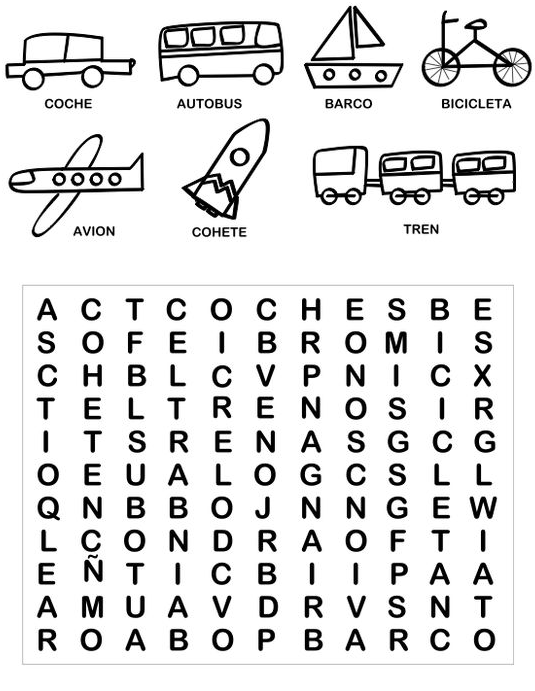 COCHE AUTOBUS BARCO BICICLETA
AVION COHETE TREN
A C T C O C H E S B E
S O F E I B R O M I S
C H B L C V P N I C X
T E L T R E N O S I R
I T S R E N A S G C G
O E U A L O G C S L L
Q N B B O J N N G E W
L C O N D R A O F T I
E Ñ T I C B I I P A A
A M U A V D R V S N T
R O A B O P B A R C O